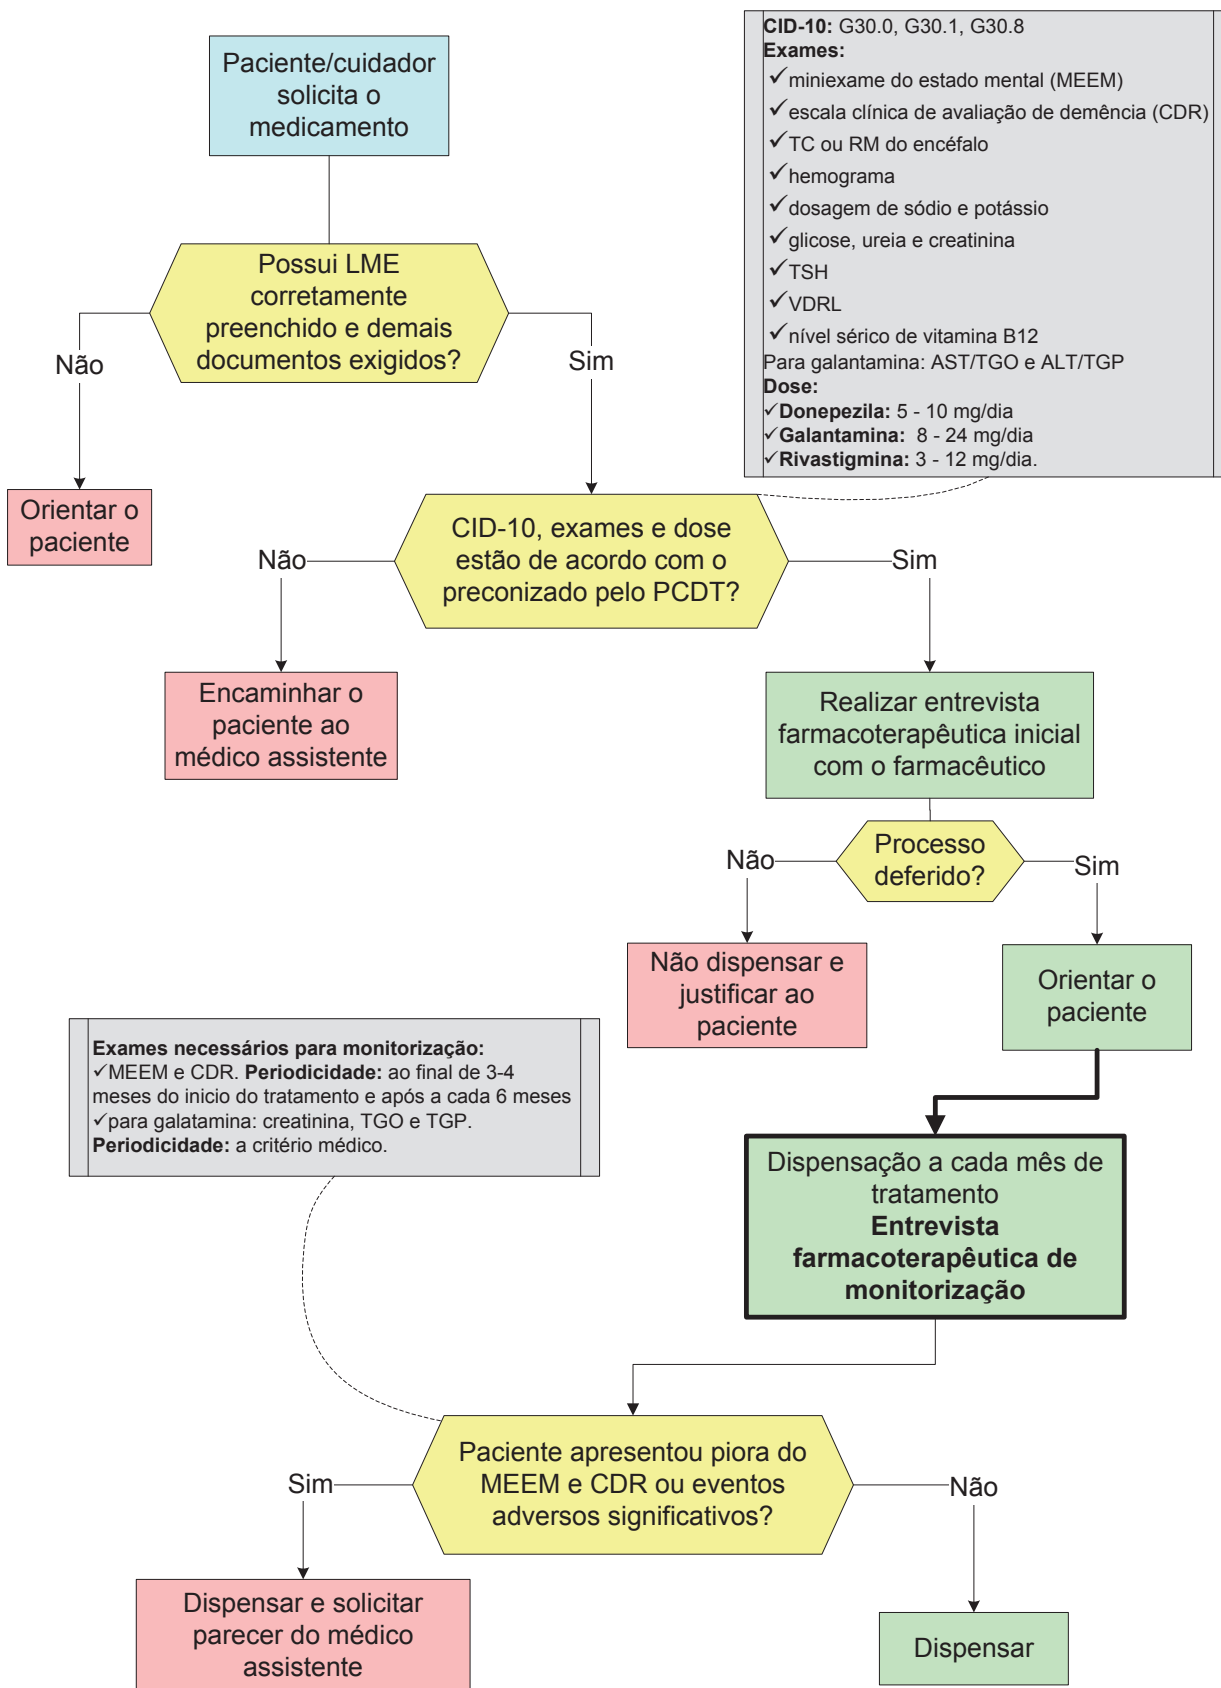 Paciente/cuidador
solicita o
medicamento
CID-10: G30.0, G30.1, G30.8
Exames:
✓miniexame do estado mental (MEEM)
✓escala clínica de avaliação de demência (CDR)
✓TC ou RM do encéfalo
✓hemograma
✓dosagem de sódio e potássio
✓glicose, ureia e creatinina
✓TSH
✓VDRL
✓nível sérico de vitamina B12
Para galantamina: AST/TGO e ALT/TGP
Dose:
✓Donepezila: 5 - 10 mg/dia
✓Galantamina: 8 - 24 mg/dia
✓Rivastigmina: 3 - 12 mg/dia.
Possui LME
corretamente
preenchido e demais
documentos exigidos?
Não
Sim
Orientar o
paciente
CID-10, exames e dose
estão de acordo com o
preconizado pelo PCDT?
Não
Sim
Encaminhar o
paciente ao
médico assistente
Realizar entrevista
farmacoterapêutica inicial
com o farmacêutico
Processo
deferido?
Não
Sim
Não dispensar e
justificar ao
paciente
Orientar o
paciente
Exames necessários para monitorização:
✓MEEM e CDR. Periodicidade: ao final de 3-4
meses do inicio do tratamento e após a cada 6 meses
✓para galatamina: creatinina, TGO e TGP.
Periodicidade: a critério médico.
Dispensação a cada mês de
tratamento
Entrevista
farmacoterapêutica de
monitorização
Paciente apresentou piora do
MEEM e CDR ou eventos
adversos significativos?
Sim
Não
Dispensar e solicitar
parecer do médico
assistente
Dispensar